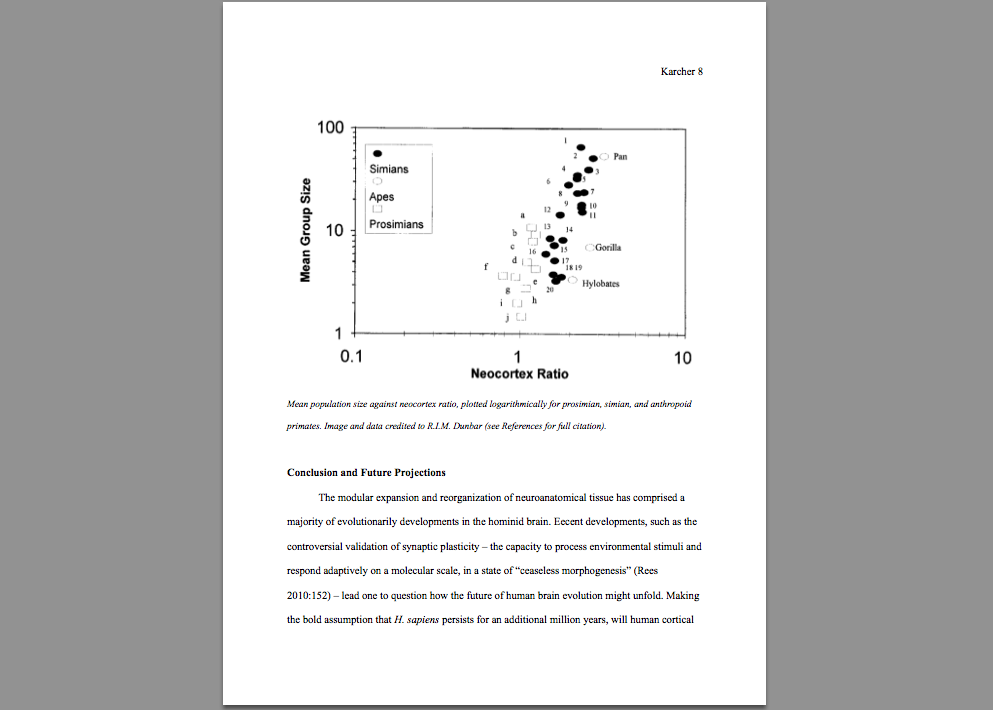 Karcher 8
100
10
1
Mean Group Size
Simians
Apes
Prosimians
1
2
Pan
3
4
5
6
7
8
9
10
11
12
a
13
14
b
c
16
15
Gorilla
d
17
f
18 19
e
Hylobates
g
20
i
h
j
0.1
1
10
Neocortex Ratio
Mean population size against neocortex ratio, plotted logarithmically for prosimian, simian, and anthropoid
primates. Image and data credited to R.I.M. Dunbar (see References for full citation).
Conclusion and Future Projections
The modular expansion and reorganization of neuroanatomical tissue has comprised a
majority of evolutionarily developments in the hominid brain. Eecent developments, such as the
controversial validation of synaptic plasticity – the capacity to process environmental stimuli and
respond adaptively on a molecular scale, in a state of “ceaseless morphogenesis” (Rees
2010:152) – lead one to question how the future of human brain evolution might unfold. Making
the bold assumption that H. sapiens persists for an additional million years, will human cortical